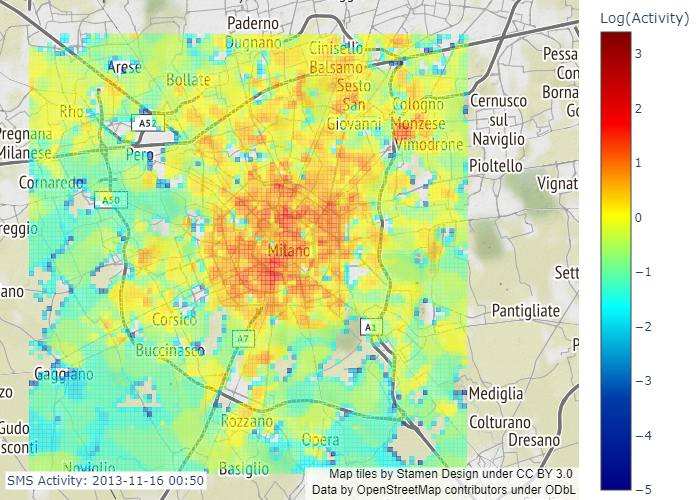 Log(Activity)
3
2
1
0
−1
−2
−3
−4
−5
Paderno
Dugnano
Cinisello
Balsamo
Arese
Bollate
Sesto
San
Giovanni
Rho
Cologno
Monzese
Vimodrone
Cernusco
sul
Naviglio
Pessa
Con
Borna
Go
A52
Pregnana
Milanese
Pero
Pioltello
Cornaredo
Vignat
A50
reggio
Milano
Sett
ano
Pantigliate
Corsico
A7
A1
P
Buccinasco
Gaggiano
zo
Mediglia
Rozzano
Colturano
Gudo
sconti
Opera
Dresano
Noviglio
Basiglio
SMS Activity: 2013-11-16 00:50
Map tiles by Stamen Design under CC BY 3.0
Data by OpenStreetMap contributors under ODbL